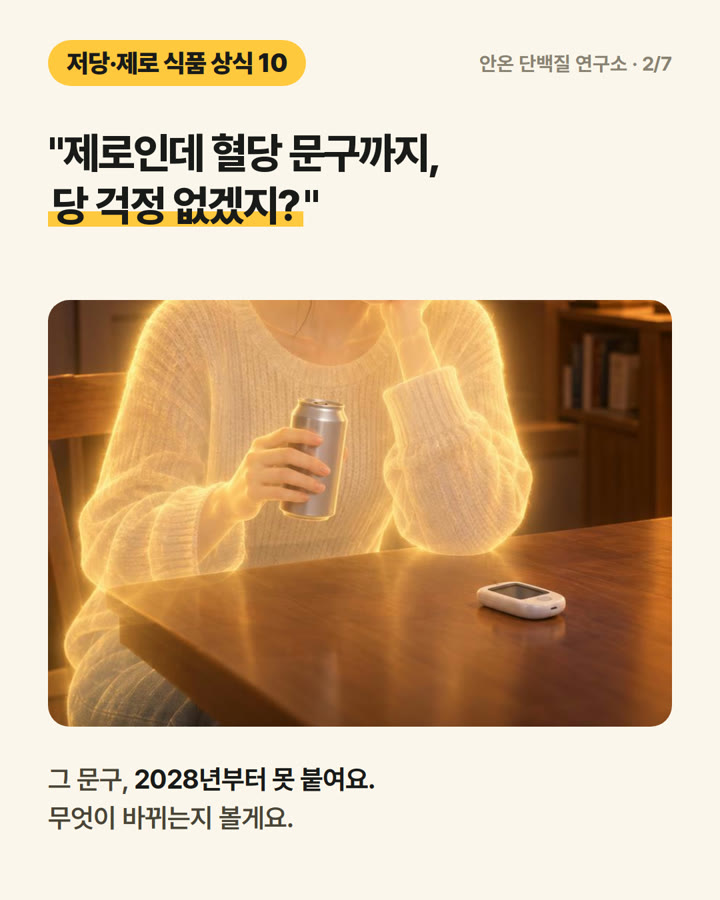 저당·제로 식품 상식 10
안온 단백질 연구소 · 2/7
"제로인데 혈당 문구까지,
당 걱정 없겠지?"
그 문구, 2028년부터 못 붙여요.
무엇이 바뀌는지 볼게요.